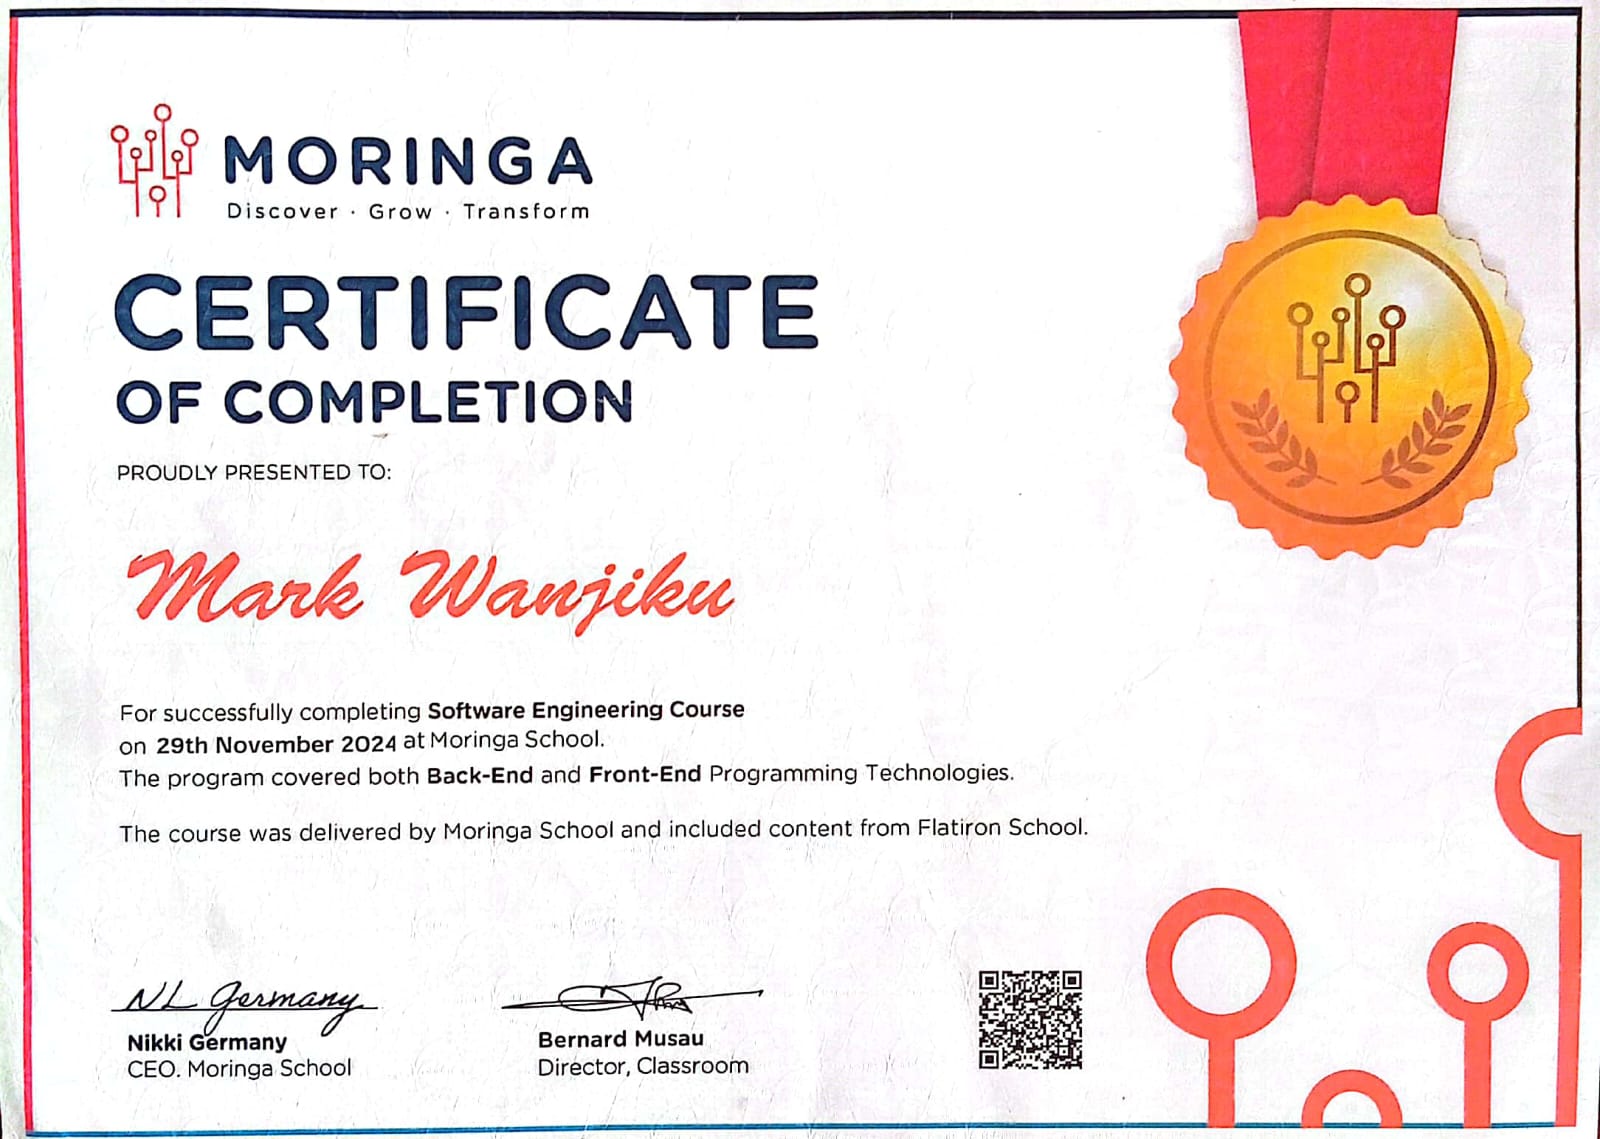 MORINGA
Discover · Grow · Transform
CERTIFICATE
OF COMPLETION
PROUDLY PRESENTED TO:
Mark Wanjiku
For successfully completing Software Engineering Course
on 29th November 2024 at Moringa School.
The program covered both Back-End and Front-End Programming Technologies.
The course was delivered by Moringa School and included content from Flatiron School.
NL Germany
Nikki Germany
CEO. Moringa School
Bernard Musau
Director, Classroom